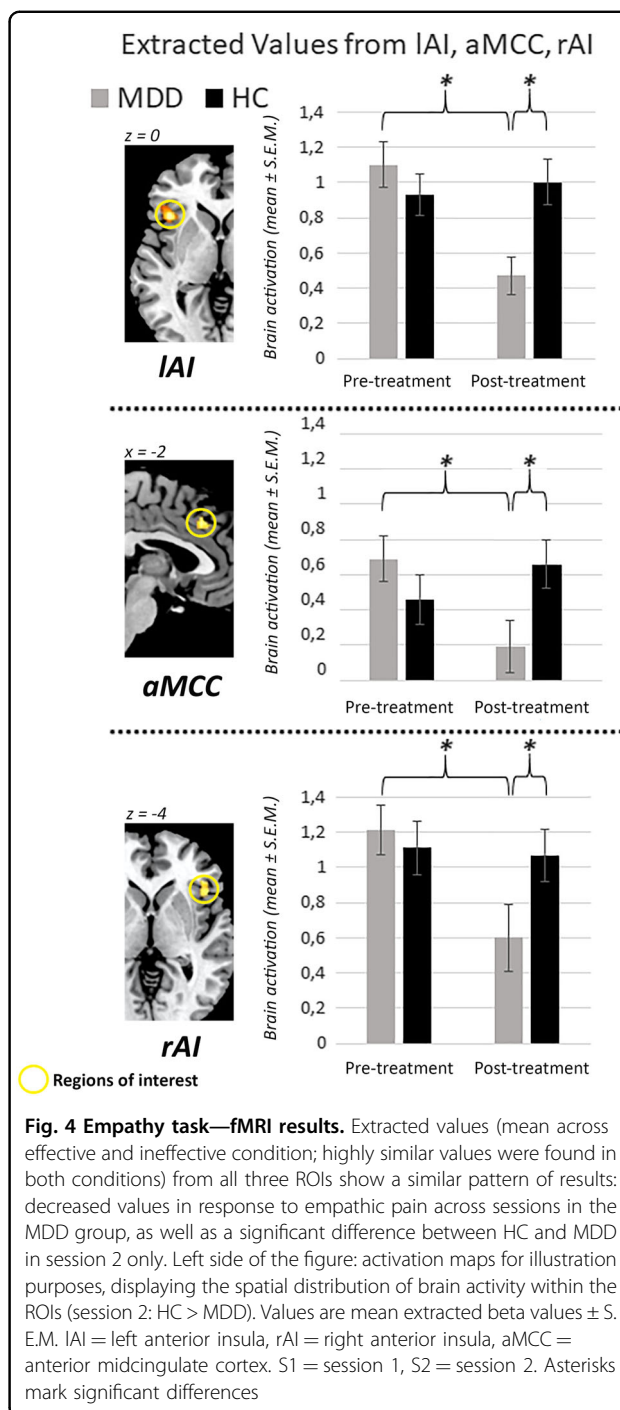 Extracted Values from lAI, aMCC, rAI
MDD HC
z = 0
lAI
Brain activation (mean ± S.E.M.)
1,4
1,2
1
0,8
0,6
0,4
0,2
0
* *
Pre-treatment Post-treatment
x = -2
aMCC
Brain activation (mean ± S.E.M.)
1,4
1,2
1
0,8
0,6
0,4
0,2
0
* *
Pre-treatment Post-treatment
z = -4
rAI
Brain activation (mean ± S.E.M.)
1,4
1,2
1
0,8
0,6
0,4
0,2
0
* *
Pre-treatment Post-treatment
Regions of interest
Fig. 4 Empathy task—fMRI results. Extracted values (mean across
effective and ineffective condition; highly similar values were found in
both conditions) from all three ROIs show a similar pattern of results:
decreased values in response to empathic pain across sessions in the
MDD group, as well as a significant difference between HC and MDD
in session 2 only. Left side of the figure: activation maps for illustration
purposes, displaying the spatial distribution of brain activity within the
ROIs (session 2: HC > MDD). Values are mean extracted beta values ± S.
E.M. lAI = left anterior insula, rAI = right anterior insula, aMCC =
anterior midcingulate cortex. S1 = session 1, S2 = session 2. Asterisks
mark significant differences